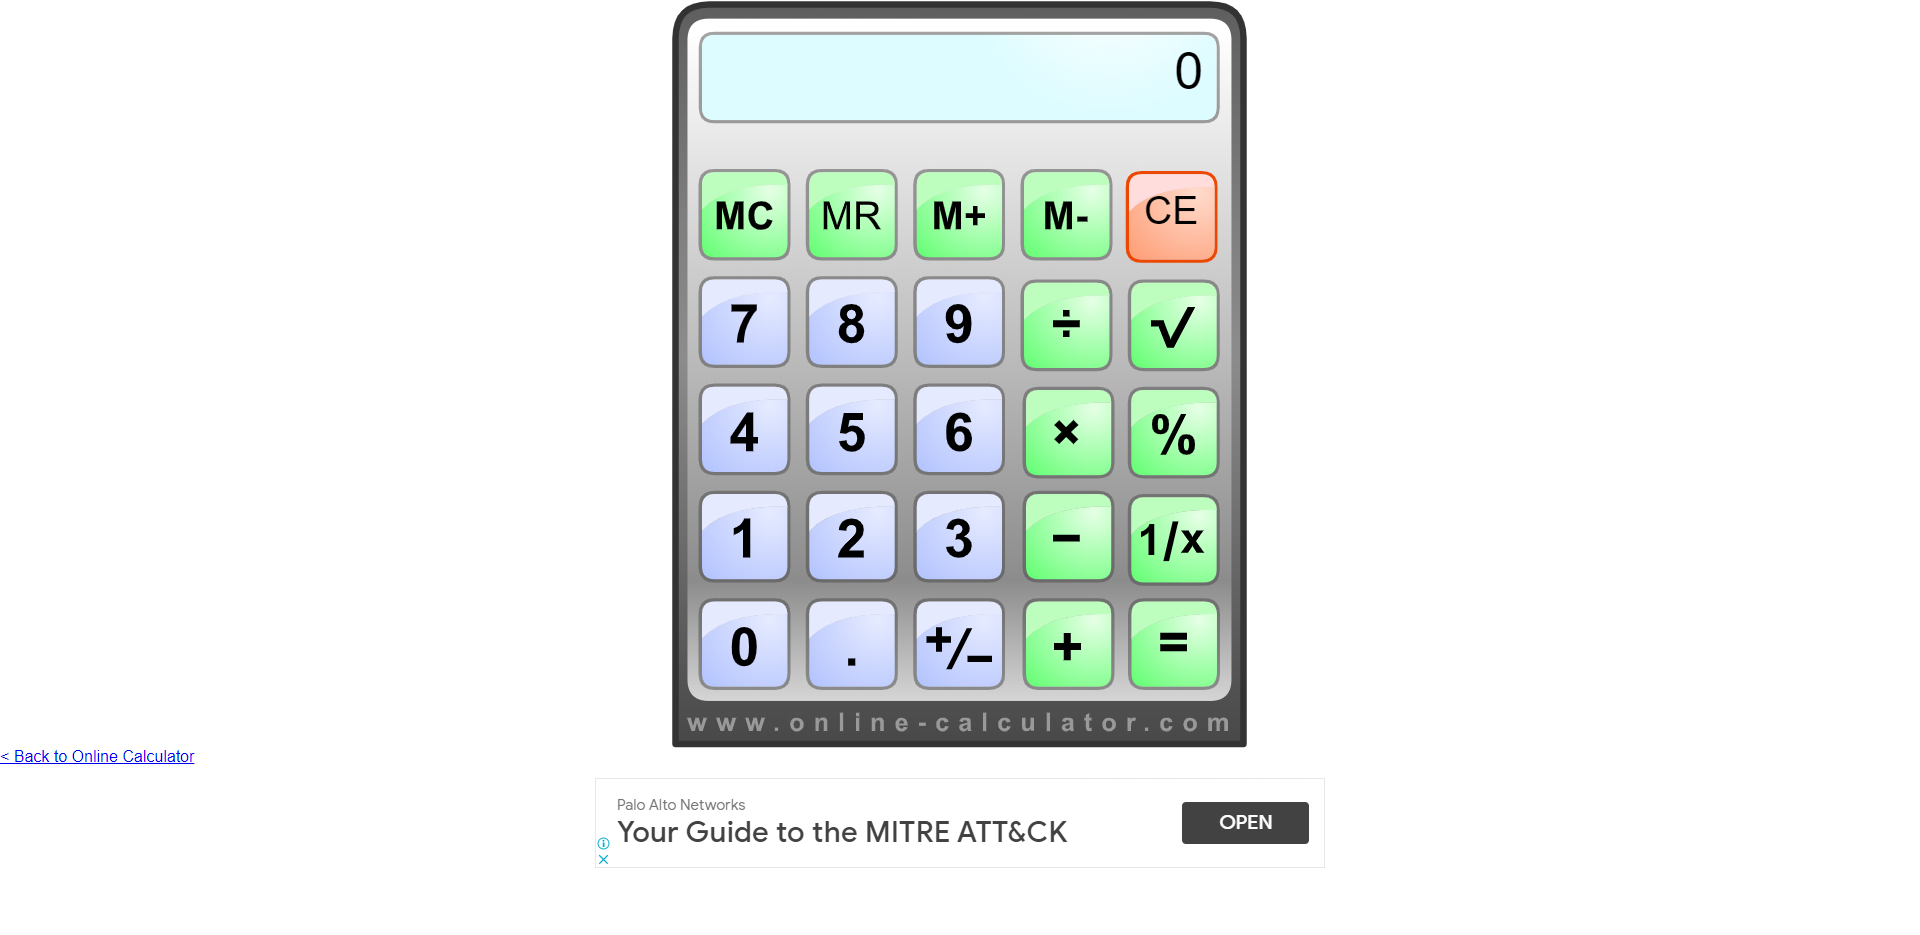 0
MC MR M+ M- CE
7 8 9 ÷ √
4 5 6 × %
1 2 3 − 1/x
0 . +/− + =
www.online-calculator.com
< Back to Online Calculator
Palo Alto Networks
Your Guide to the MITRE ATT&CK
OPEN